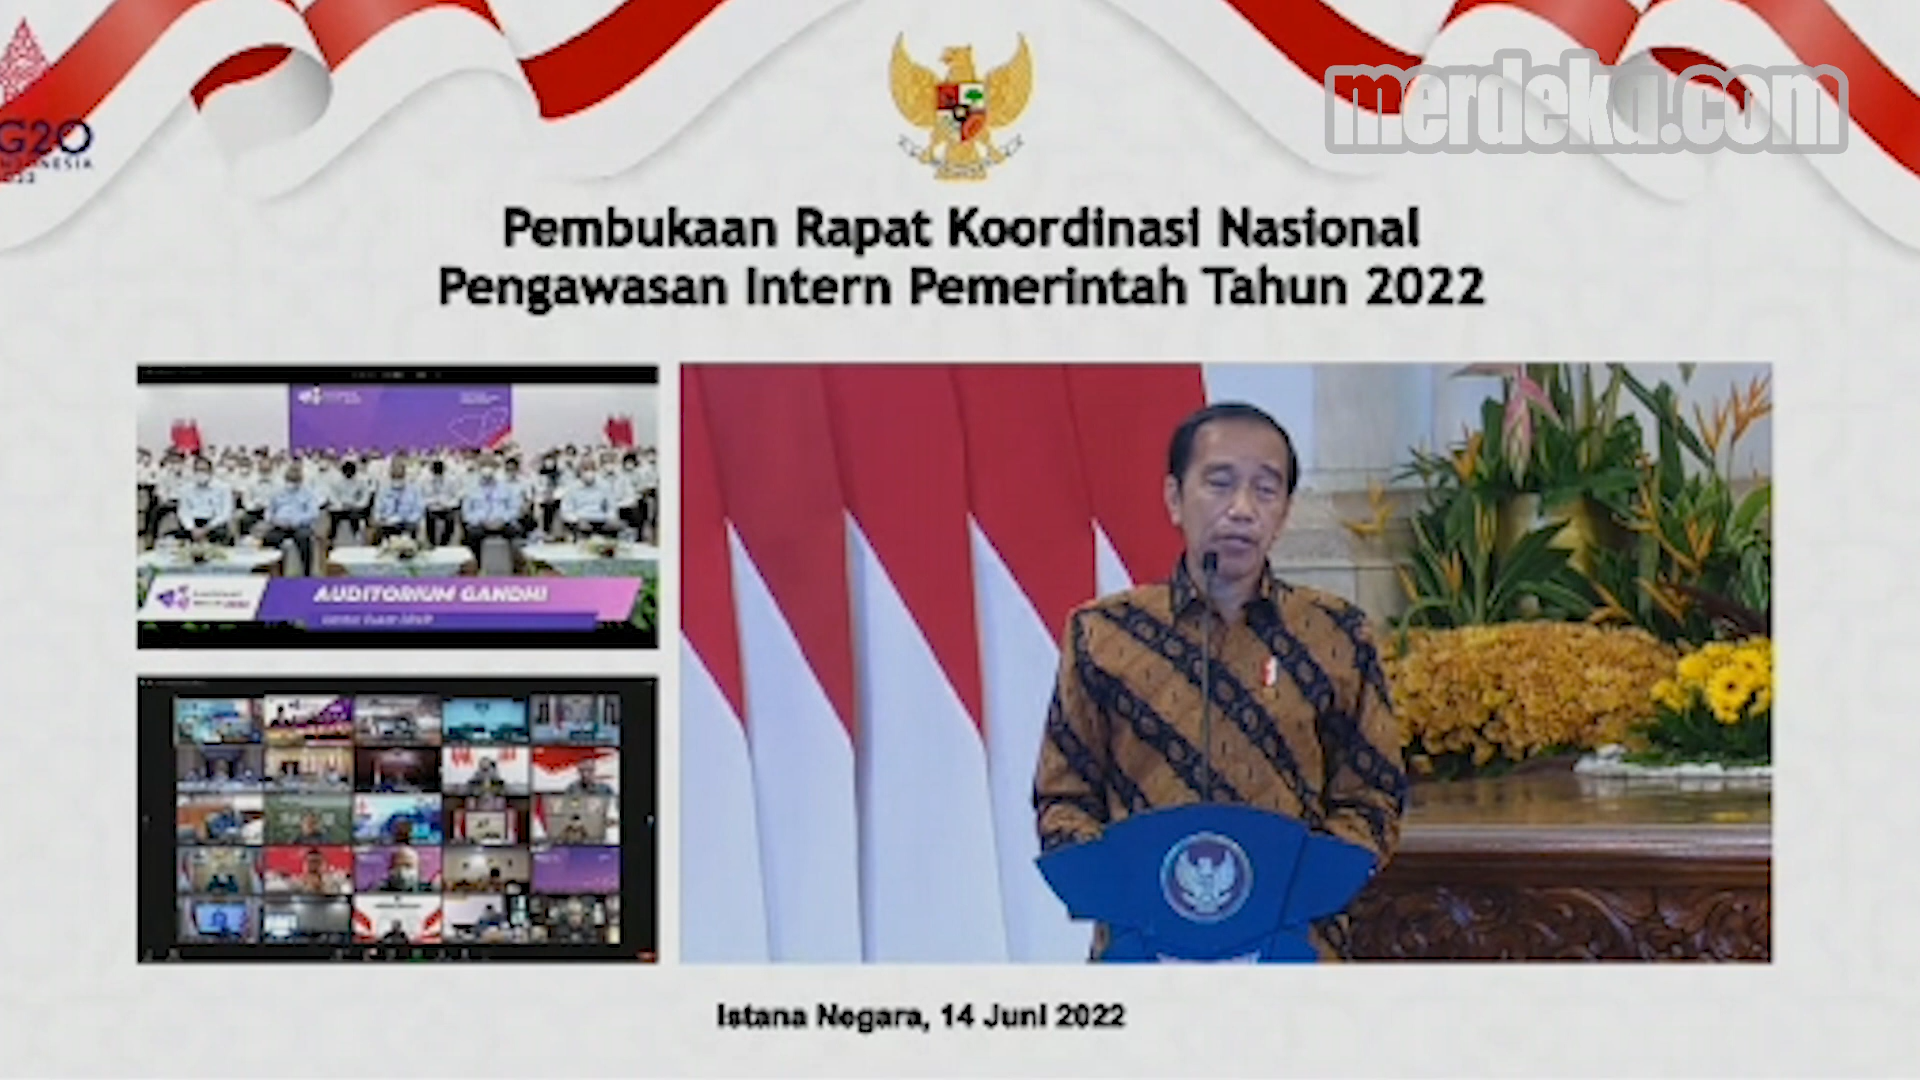 merdeka.com
G20
Pembukaan Rapat Koordinasi Nasional
Pengawasan Intern Pemerintah Tahun 2022
AUDITORIUM GANDHI
Istana Negara, 14 Juni 2022